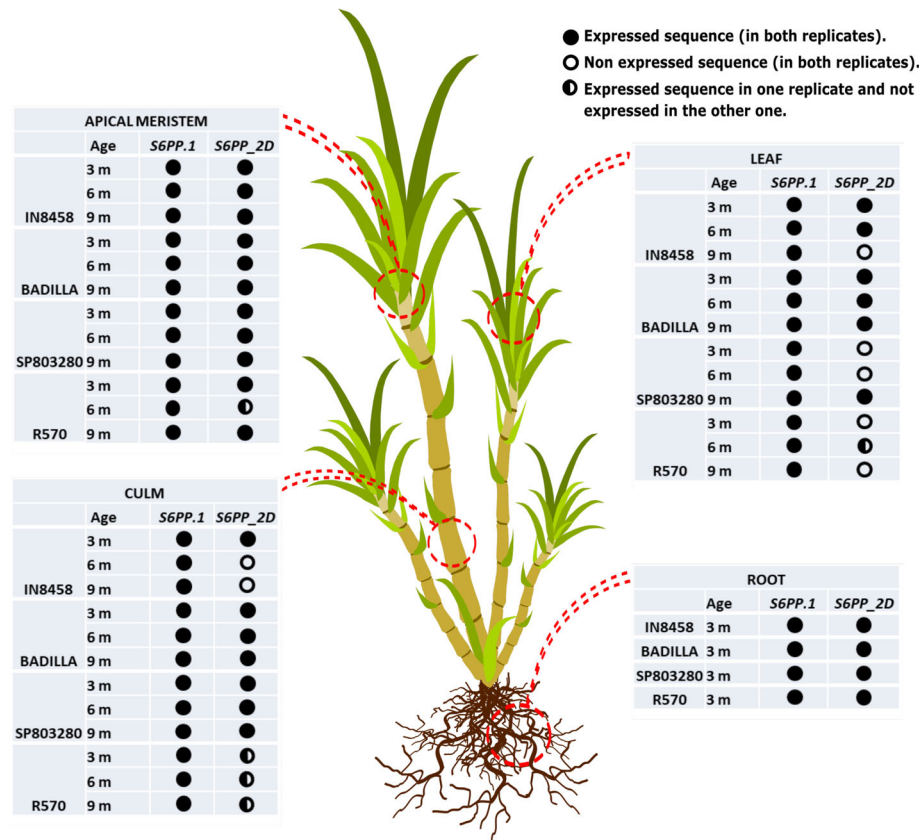 ● Expressed sequence (in both replicates).
○ Non expressed sequence (in both replicates).
◐ Expressed sequence in one replicate and not
expressed in the other one.
APICAL MERISTEM
Age S6PP.1 S6PP_2D
3 m ● ●
6 m ● ●
IN8458 9 m ● ●
3 m ● ●
6 m ● ●
BADILLA 9 m ● ●
3 m ● ●
6 m ● ●
SP803280 9 m ● ●
3 m ● ●
6 m ● ◐
R570 9 m ● ●
LEAF
Age S6PP.1 S6PP_2D
3 m ● ●
6 m ● ●
IN8458 9 m ● ○
3 m ● ●
6 m ● ●
BADILLA 9 m ● ●
3 m ● ○
6 m ● ○
SP803280 9 m ● ●
3 m ● ○
6 m ● ◐
R570 9 m ● ○
CULM
Age S6PP.1 S6PP_2D
3 m ● ●
6 m ● ○
IN8458 9 m ● ○
3 m ● ●
6 m ● ●
BADILLA 9 m ● ●
3 m ● ●
6 m ● ●
SP803280 9 m ● ●
3 m ● ◐
6 m ● ◐
R570 9 m ● ◐
ROOT
Age S6PP.1 S6PP_2D
IN8458 3 m ● ●
BADILLA 3 m ● ●
SP803280 3 m ● ●
R570 3 m ● ●